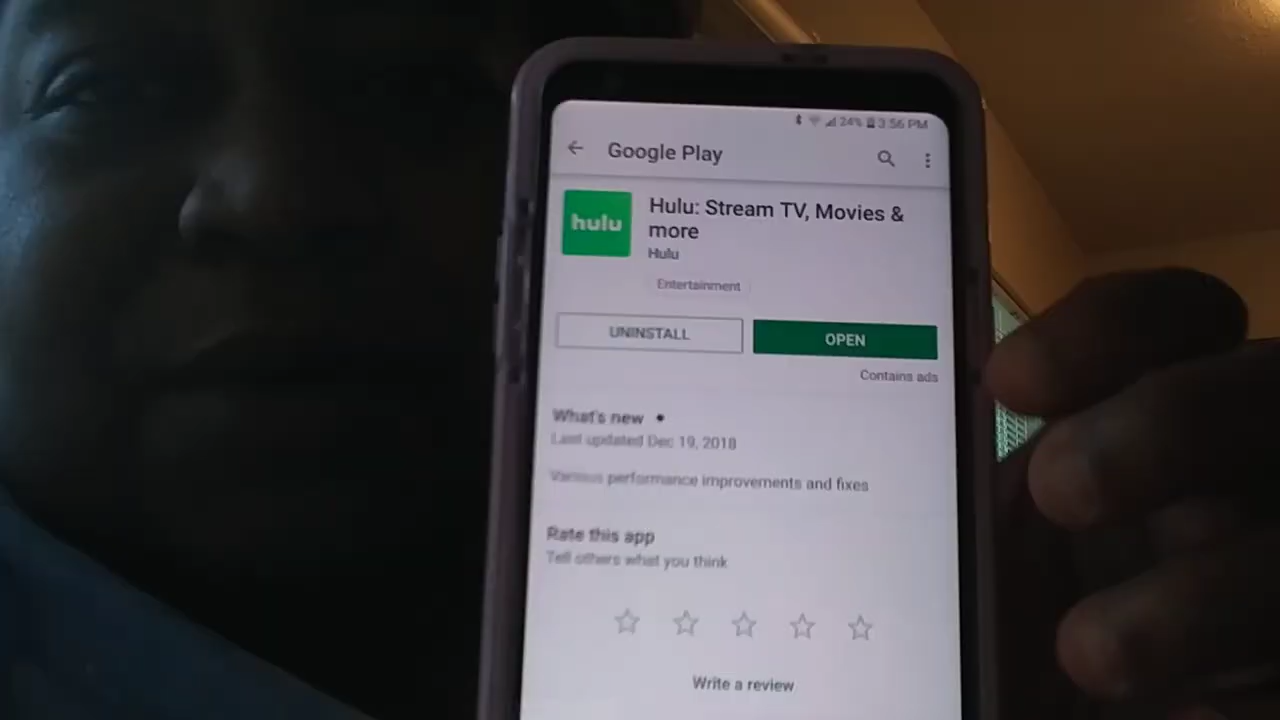 24% 3:56 PM
Google Play
hulu
Hulu: Stream TV, Movies &
more
Hulu
Entertainment
UNINSTALL
OPEN
Contains ads
What's new
Last updated Dec 19, 2018
Various performance improvements and fixes
Rate this app
Tell others what you think
Write a review